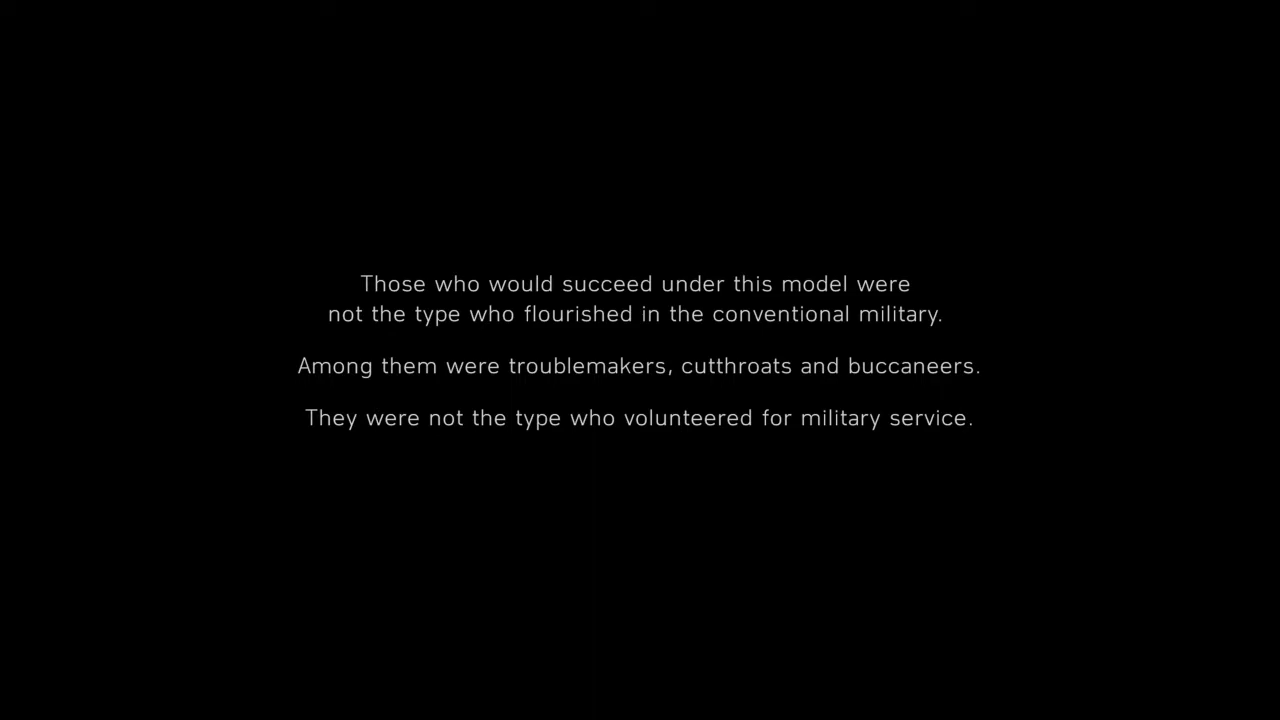 Those who would succeed under this model were
not the type who flourished in the conventional military.
Among them were troublemakers, cutthroats and buccaneers.
They were not the type who volunteered for military service.